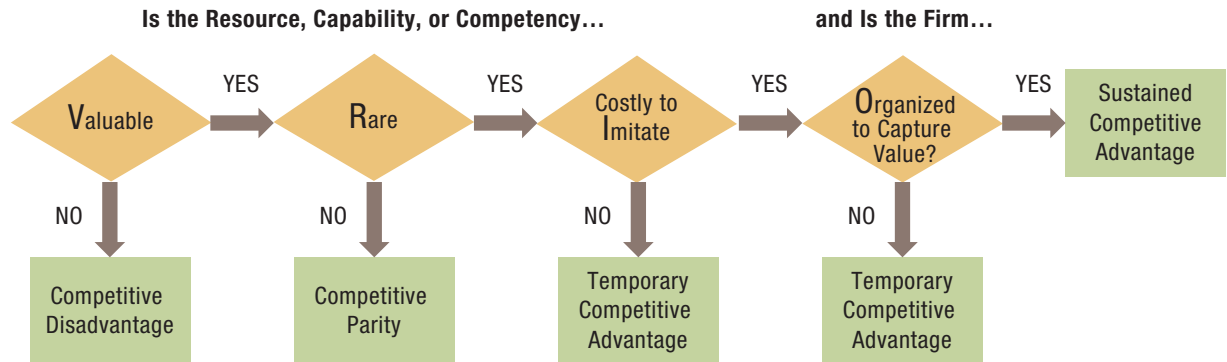 Is the Resource, Capability, or Competency… and Is the Firm…
Valuable
YES
Rare
YES
Costly to
Imitate
YES
Organized
to Capture
Value?
YES
Sustained
Competitive
Advantage
NO
NO
NO
NO
Competitive
Disadvantage
Competitive
Parity
Temporary
Competitive
Advantage
Temporary
Competitive
Advantage